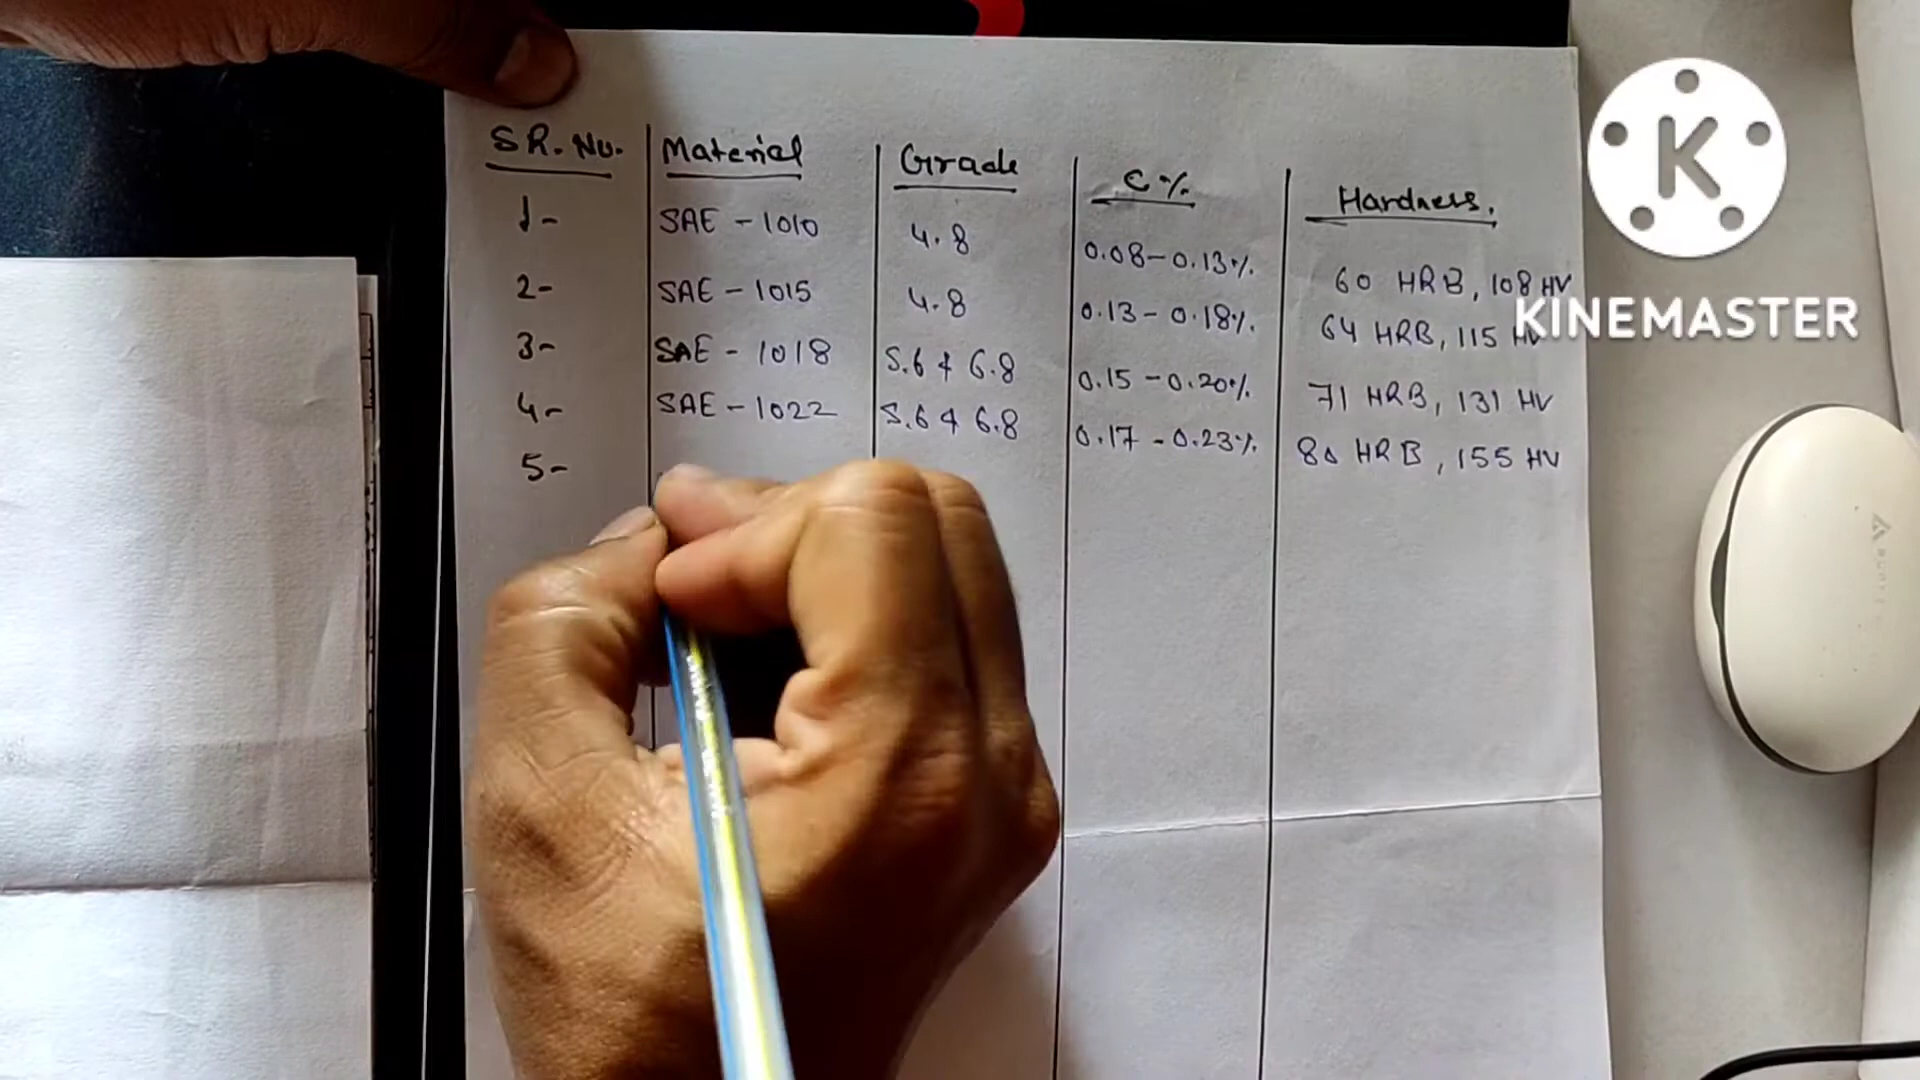 SR. No. Material Grade C% Hardness.
1- SAE - 1010 4.8 0.08-0.13% 60 HRB, 108 HV
2- SAE - 1015 4.8 0.13-0.18% 64 HRB, 115 HV
3- SAE - 1018 5.6 & 6.8 0.15-0.20% 71 HRB, 131 HV
4- SAE - 1022 5.6 & 6.8 0.17-0.23% 80 HRB, 155 HV
5-
K
KINEMASTER